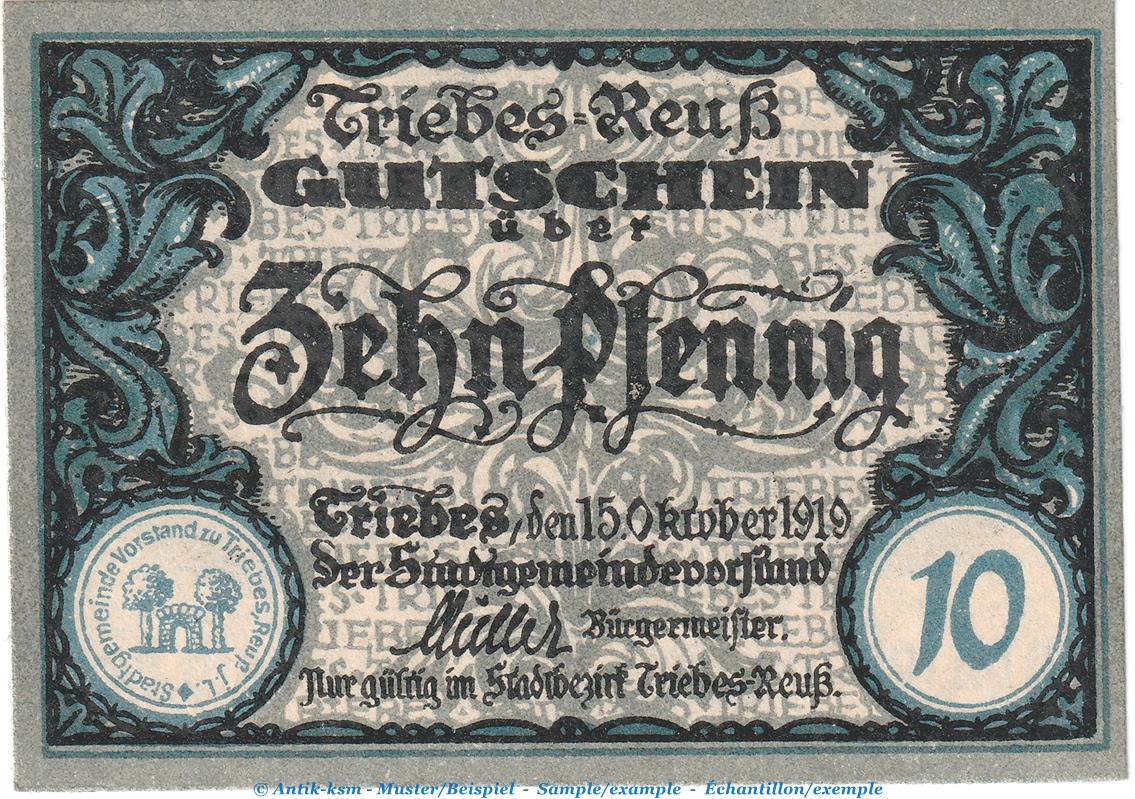 Triebes-Reuß
GUTSCHEIN
über
Zehn Pfennig
Triebes, den 15. Oktober 1919
Der Stadtgemeindevorstand
Müller Bürgermeister.
Nur gültig im Stadtbezirk Triebes-Reuß.
Stadtgemeinde Vorstand zu Triebes Reuß J. L.
10
© Antik-ksm - Muster/Beispiel - Sample/example - Échantillon/exemple